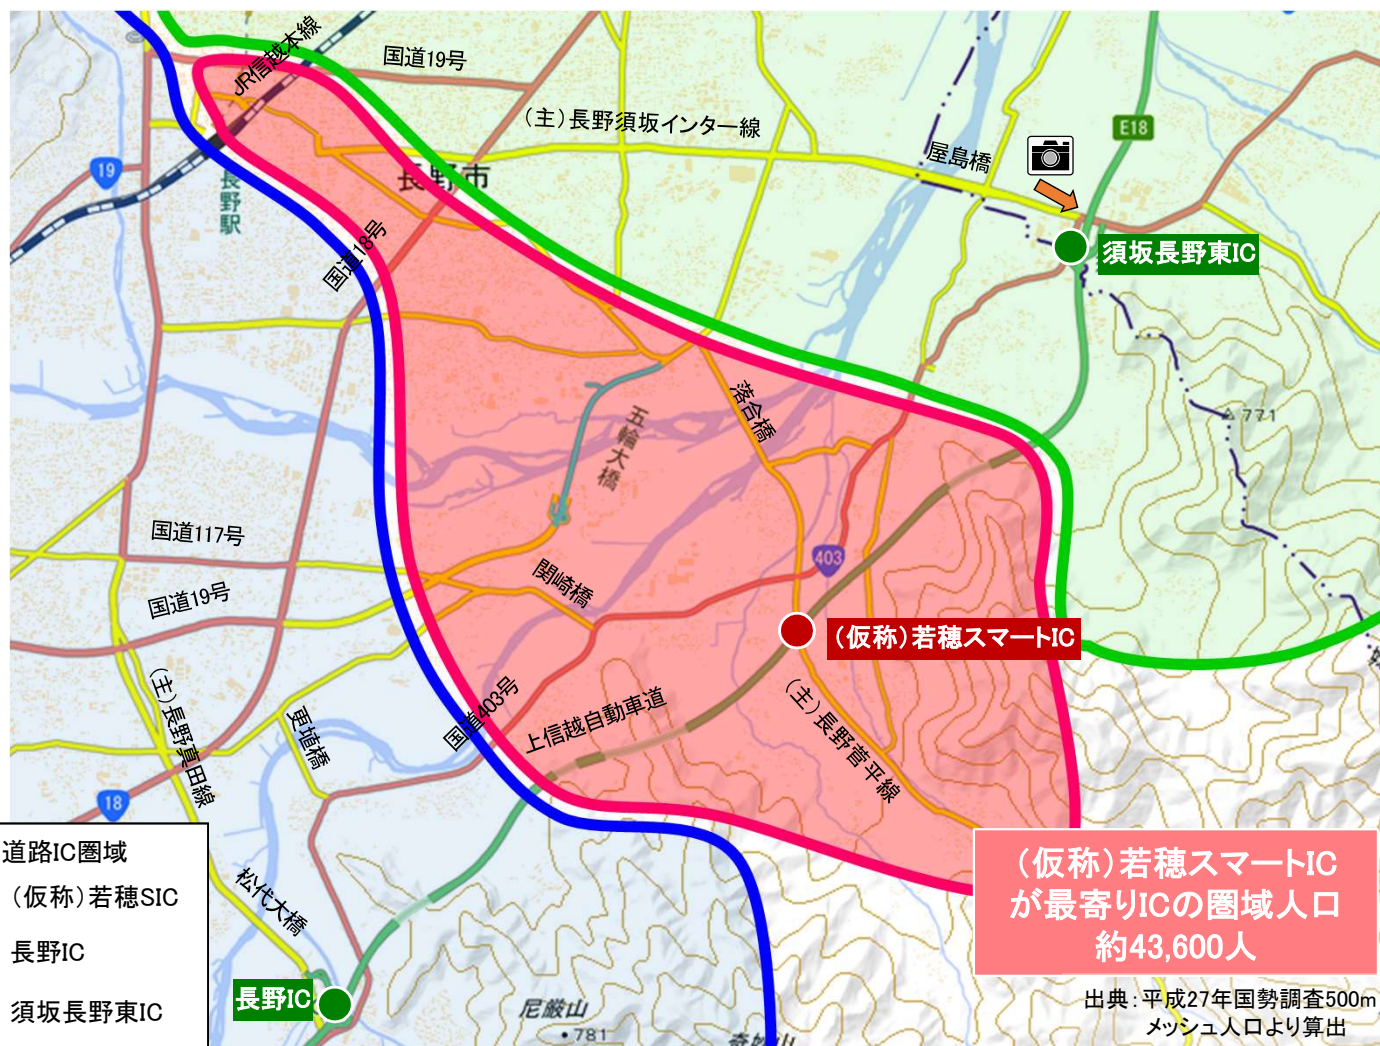 JR信越本線
国道19号
(主)長野須坂インター線
E18
屋島橋
19
長野市
長野駅
国道18号
須坂長野東IC
771
落合橋
五輪大橋
国道117号
403
関崎橋
国道19号
(仮称)若穂スマートIC
(主)長野真田線
更埴橋
国道403号
上信越自動車道
(主)長野菅平線
18
道路IC圏域
(仮称)若穂SIC
長野IC
須坂長野東IC
松代大橋
長野IC
尼厳山
781
(仮称)若穂スマートIC
が最寄りICの圏域人口
約43,600人
出典:平成27年国勢調査500m
メッシュ人口より算出